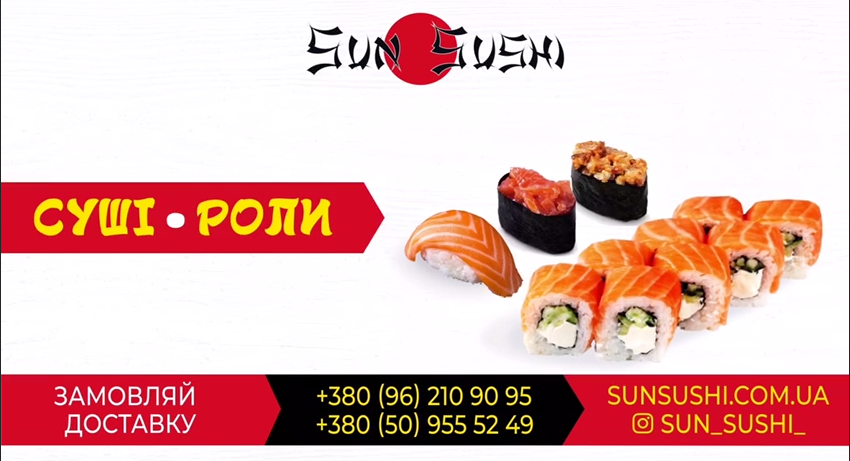 SUN SUSHI
СУШІ • РОЛИ
ЗАМОВЛЯЙ
ДОСТАВКУ
+380 (96) 210 90 95
+380 (50) 955 52 49
SUNSUSHI.COM.UA
SUN_SUSHI_